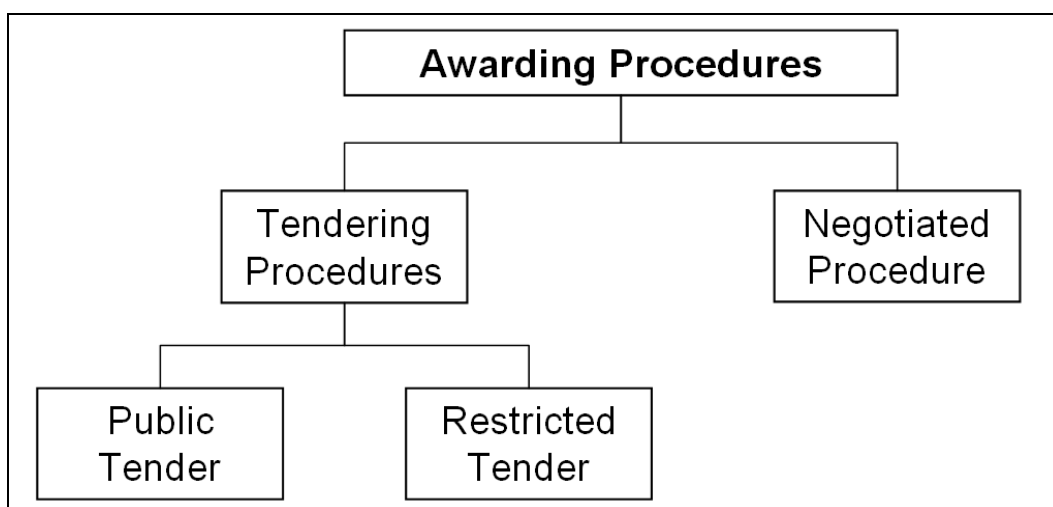 Awarding Procedures
Tendering
Procedures
Negotiated
Procedure
Public
Tender
Restricted
Tender